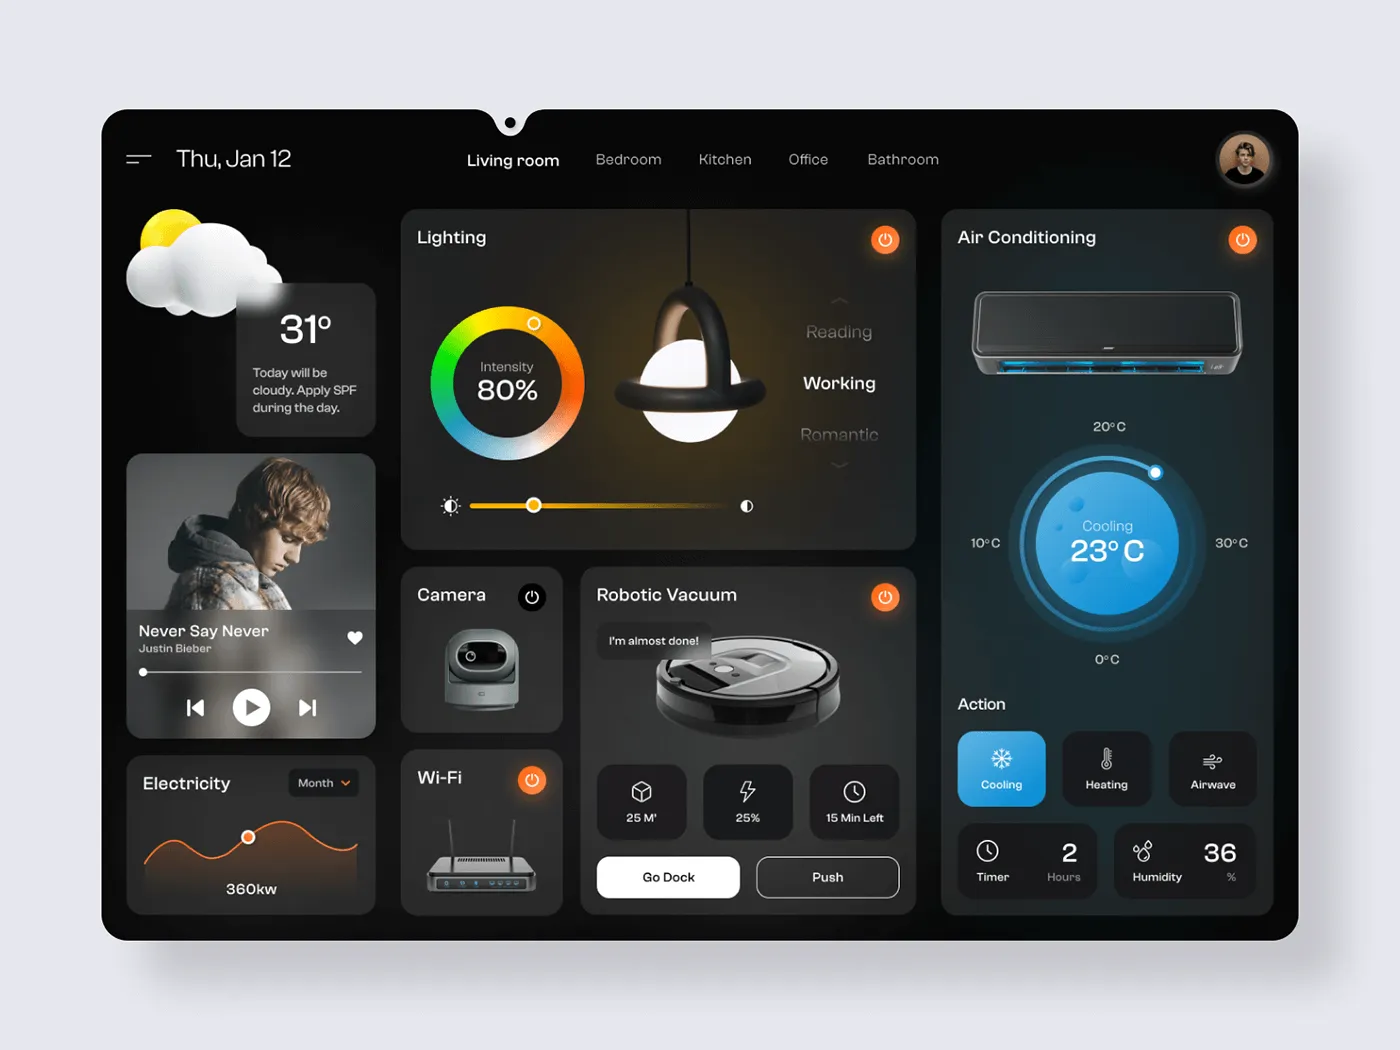 Thu, Jan 12
Living room
Bedroom
Kitchen
Office
Bathroom
31°
Today will be
cloudy. Apply SPF
during the day.
Never Say Never
Justin Bieber
Electricity
Month
360kw
Lighting
Intensity
80%
Reading
Working
Romantic
Camera
Wi-Fi
Robotic Vacuum
I'm almost done!
25 M'
25%
15 Min Left
Go Dock
Push
Air Conditioning
20°C
10°C
Cooling
23°C
30°C
0°C
Action
Cooling
Heating
Airwave
Timer
2
Hours
Humidity
36
%